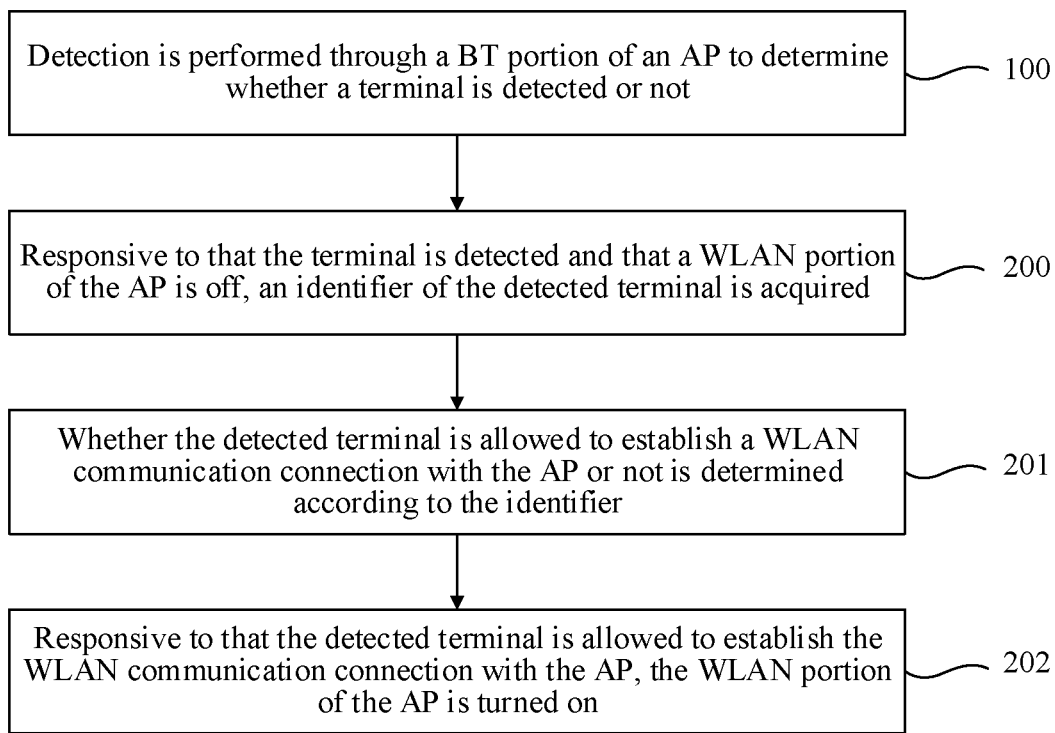 Detection is performed through a BT portion of an AP to determine
whether a terminal is detected or not
100
Responsive to that the terminal is detected and that a WLAN portion
of the AP is off, an identifier of the detected terminal is acquired
200
Whether the detected terminal is allowed to establish a WLAN
communication connection with the AP or not is determined
according to the identifier
201
Responsive to that the detected terminal is allowed to establish the
WLAN communication connection with the AP, the WLAN portion
of the AP is turned on
202